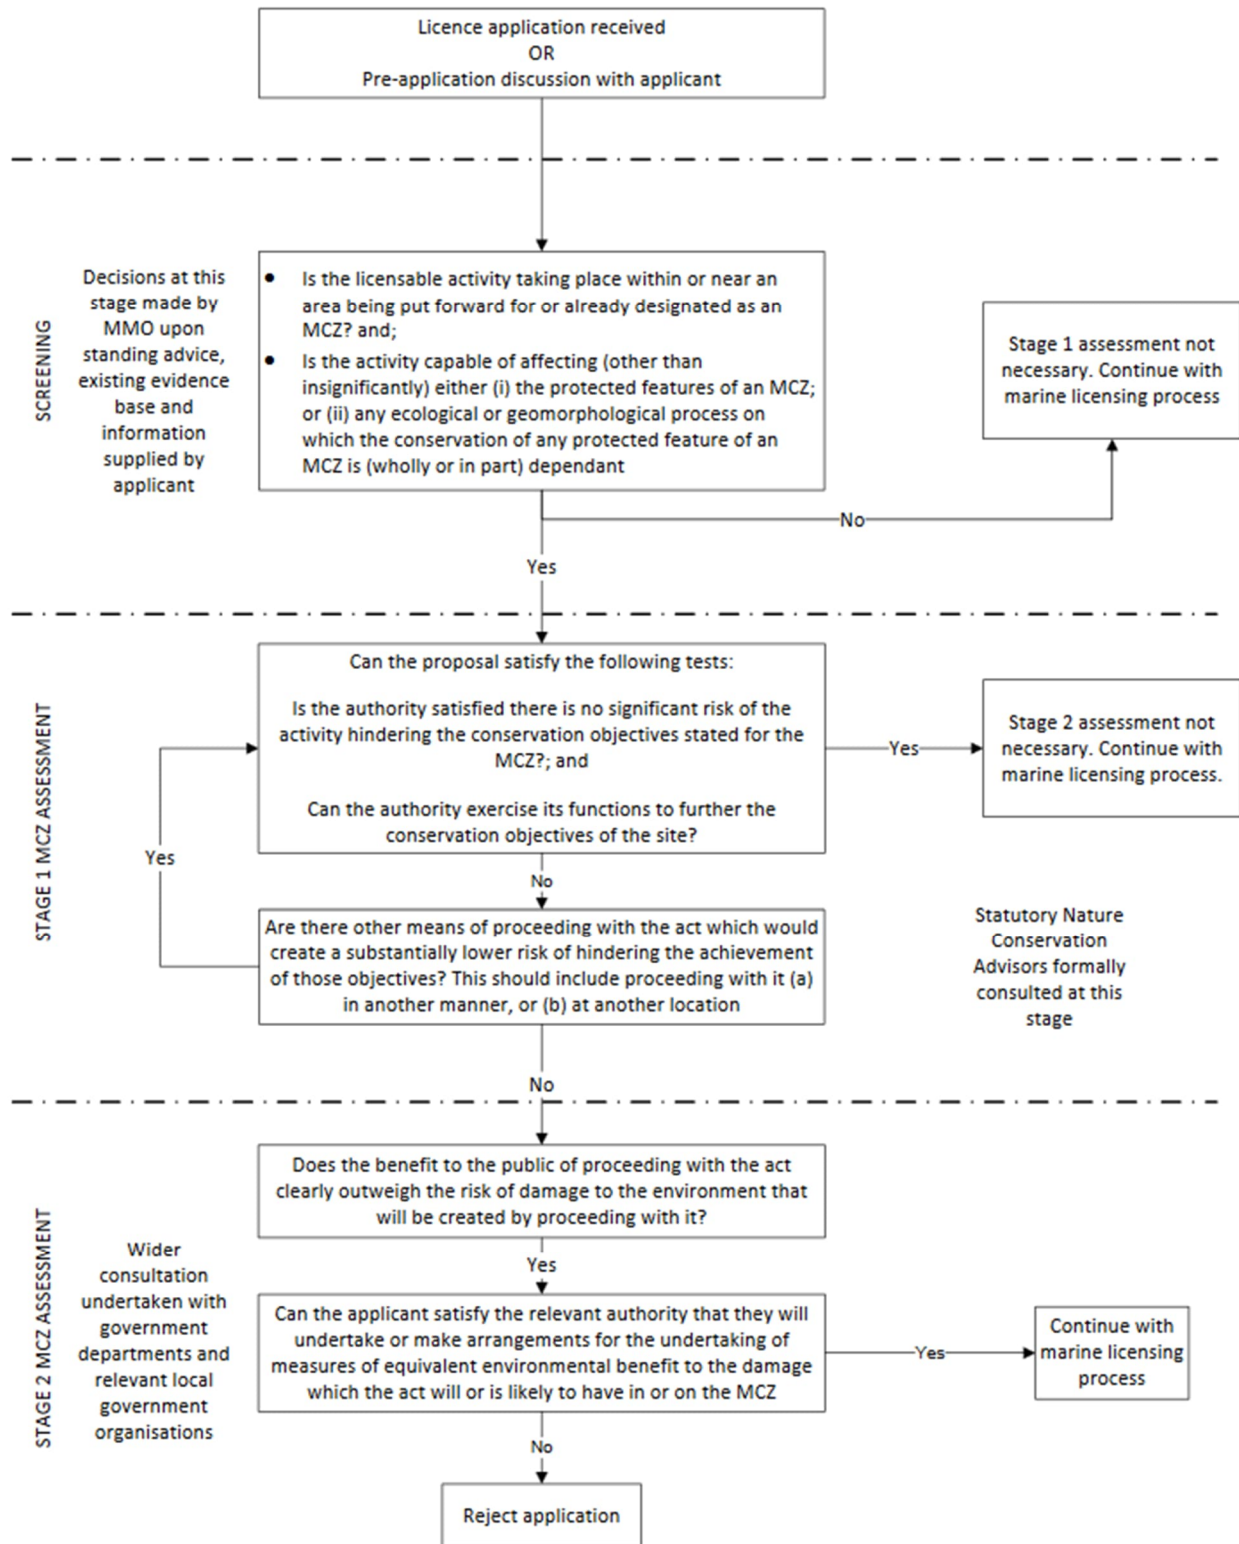 Licence application received
OR
Pre-application discussion with applicant
SCREENING
Decisions at this
stage made by
MMO upon
standing advice,
existing evidence
base and
information
supplied by
applicant
• Is the licensable activity taking place within or near an
area being put forward for or already designated as an
MCZ? and;
• Is the activity capable of affecting (other than
insignificantly) either (i) the protected features of an MCZ;
or (ii) any ecological or geomorphological process on
which the conservation of any protected feature of an
MCZ is (wholly or in part) dependant
Stage 1 assessment not
necessary. Continue with
marine licensing process
No
Yes
STAGE 1 MCZ ASSESSMENT
Can the proposal satisfy the following tests:
Is the authority satisfied there is no significant risk of the
activity hindering the conservation objectives stated for the
MCZ?; and
Can the authority exercise its functions to further the
conservation objectives of the site?
Yes
Stage 2 assessment not
necessary. Continue with
marine licensing process.
Yes
No
Are there other means of proceeding with the act which would
create a substantially lower risk of hindering the achievement
of those objectives? This should include proceeding with it (a)
in another manner, or (b) at another location
Statutory Nature
Conservation
Advisors formally
consulted at this
stage
No
STAGE 2 MCZ ASSESSMENT
Wider
consultation
undertaken with
government
departments and
relevant local
government
organisations
Does the benefit to the public of proceeding with the act
clearly outweigh the risk of damage to the environment that
will be created by proceeding with it?
Yes
Can the applicant satisfy the relevant authority that they will
undertake or make arrangements for the undertaking of
measures of equivalent environmental benefit to the damage
which the act will or is likely to have in or on the MCZ
Yes
Continue with
marine licensing
process
No
Reject application